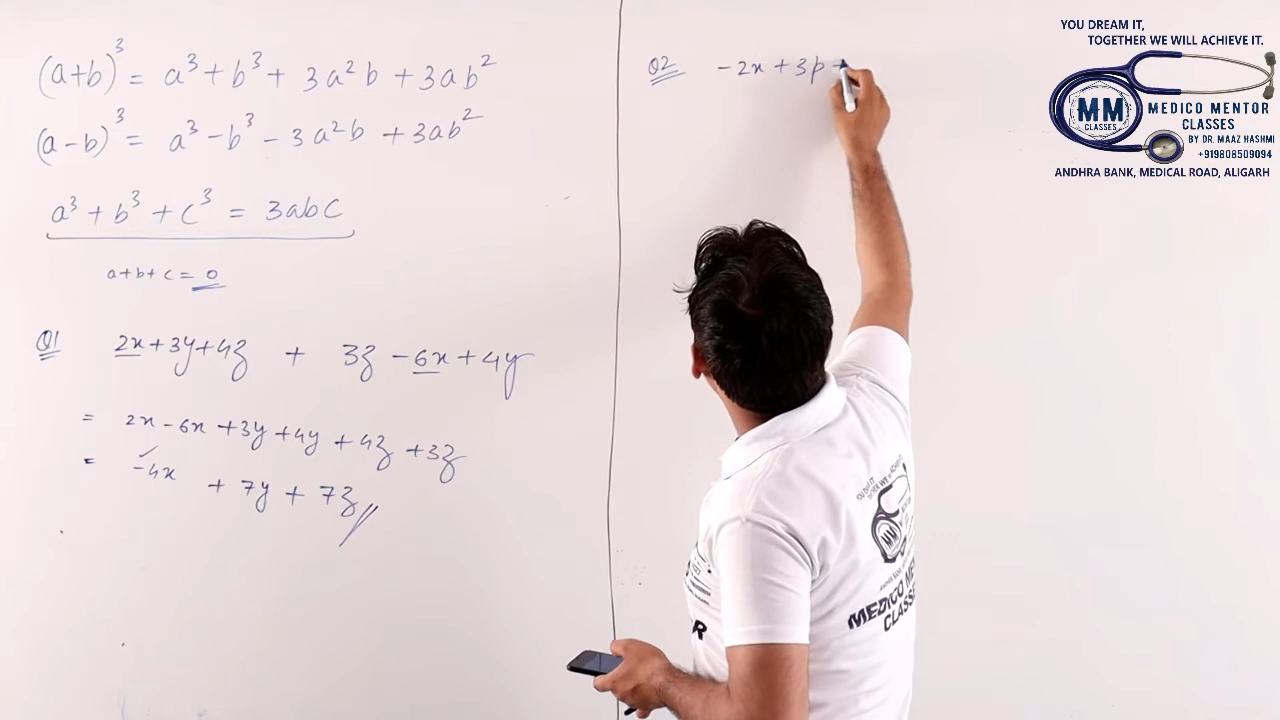 (a+b)³ = a³ + b³ + 3a²b + 3ab²
(a-b)³ = a³ - b³ - 3a²b + 3ab²
a³ + b³ + c³ = 3abc
a+b+c = 0
Q1 2x+3y+4z + 3z -6x +4y
= 2x - 6x +3y +4y + 4z +3z
= -4x + 7y + 7z
Q2 -2x +3p +
YOU DREAM IT,
TOGETHER WE WILL ACHIEVE IT.
MM
CLASSES
MEDICO MENTOR
CLASSES
BY DR. MAAZ HASHMI
+919808509094
ANDHRA BANK, MEDICAL ROAD, ALIGARH
MM
R